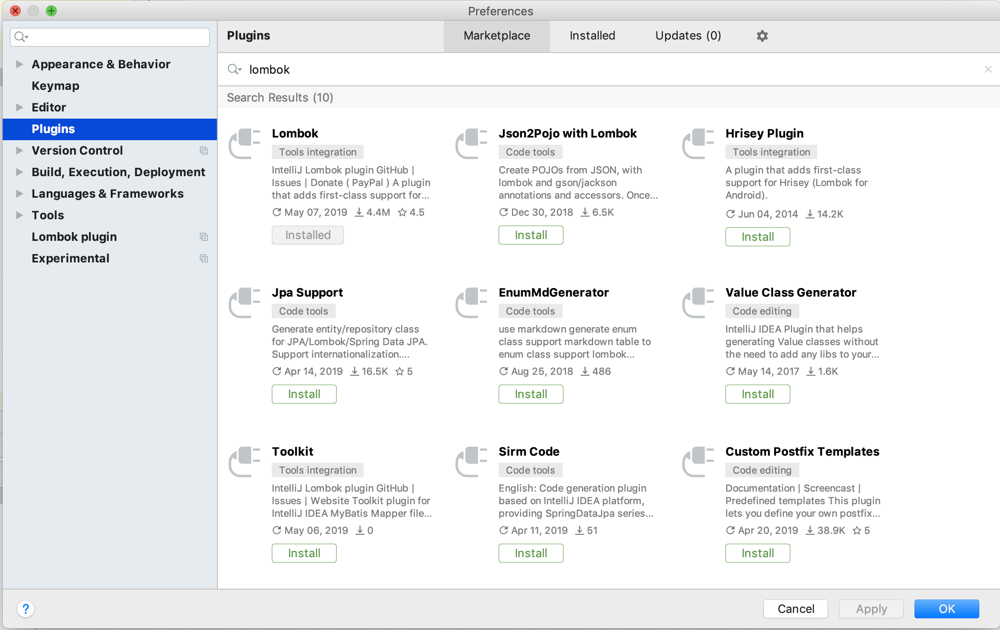 Preferences
Plugins
Marketplace
Installed
Updates (0)
Appearance & Behavior
Keymap
Editor
Plugins
Version Control
Build, Execution, Deployment
Languages & Frameworks
Tools
Lombok plugin
Experimental
lombok
Search Results (10)
Lombok
Tools integration
IntelliJ Lombok plugin GitHub |
Issues | Donate ( PayPal ) A plugin
that adds first-class support for...
May 07, 2019 4.4M 4.5
Installed
Json2Pojo with Lombok
Code tools
Create POJOs from JSON, with
lombok and gson/jackson
annotations and accessors. Once...
Dec 30, 2018 6.5K
Install
Hrisey Plugin
Tools integration
A plugin that adds first-class
support for Hrisey (Lombok for
Android).
Jun 04, 2014 14.2K
Install
Jpa Support
Code tools
Generate entity/repository class
for JPA/Lombok/Spring Data JPA.
Support internationalization....
Apr 14, 2019 16.5K 5
Install
EnumMdGenerator
Code tools
use markdown generate enum
class support markdown table to
enum class support lombok...
Aug 25, 2018 486
Install
Value Class Generator
Code editing
IntelliJ IDEA Plugin that helps
generating Value classes without
the need to add any libs to your...
May 14, 2017 1.6K
Install
Toolkit
Tools integration
IntelliJ Lombok plugin GitHub |
Issues | Website Toolkit plugin for
IntelliJ IDEA MyBatis Mapper file...
May 06, 2019 0
Install
Sirm Code
Code tools
English: Code generation plugin
based on IntelliJ IDEA platform,
providing SpringDataJpa series...
Apr 11, 2019 51
Install
Custom Postfix Templates
Code editing
Documentation | Screencast |
Predefined templates This plugin
lets you define your own postfix...
Apr 20, 2019 38.9K 5
Install
?
Cancel
Apply
OK